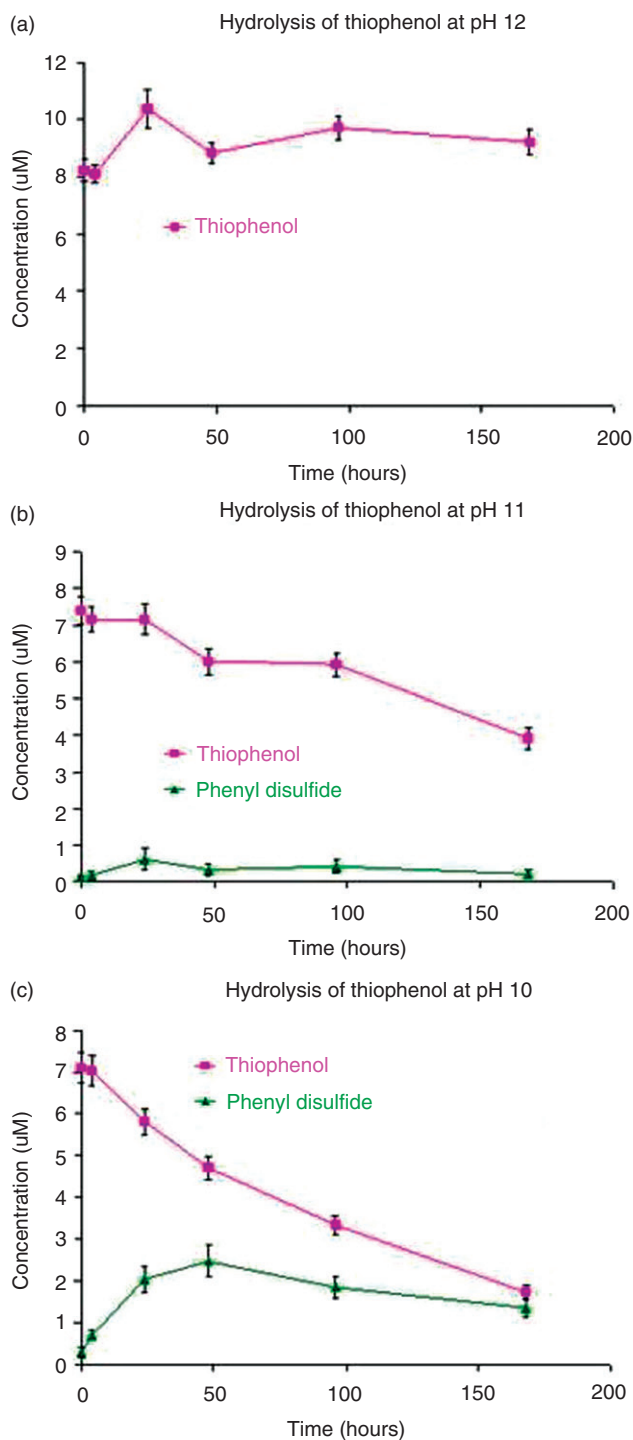 (a) Hydrolysis of thiophenol at pH 12
12
10
8
6
4
2
0
Concentration (uM)
Thiophenol
0 50 100 150 200
Time (hours)
(b) Hydrolysis of thiophenol at pH 11
9
8
7
6
5
4
3
2
1
0
Concentration (uM)
Thiophenol
Phenyl disulfide
0 50 100 150 200
Time (hours)
(c) Hydrolysis of thiophenol at pH 10
8
7
6
5
4
3
2
1
0
Concentration (uM)
Thiophenol
Phenyl disulfide
0 50 100 150 200
Time (hours)